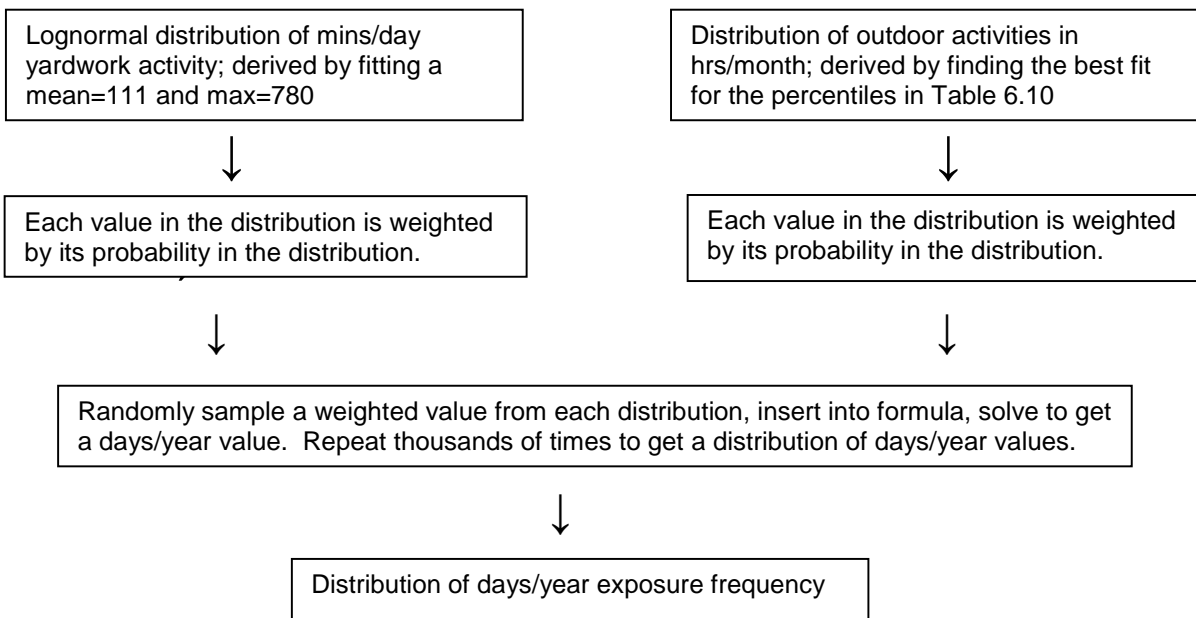 Lognormal distribution of mins/day
yardwork activity; derived by fitting a
mean=111 and max=780
Distribution of outdoor activities in
hrs/month; derived by finding the best fit
for the percentiles in Table 6.10
Each value in the distribution is weighted
by its probability in the distribution.
Each value in the distribution is weighted
by its probability in the distribution.
Randomly sample a weighted value from each distribution, insert into formula, solve to get
a days/year value.  Repeat thousands of times to get a distribution of days/year values.
Distribution of days/year exposure frequency